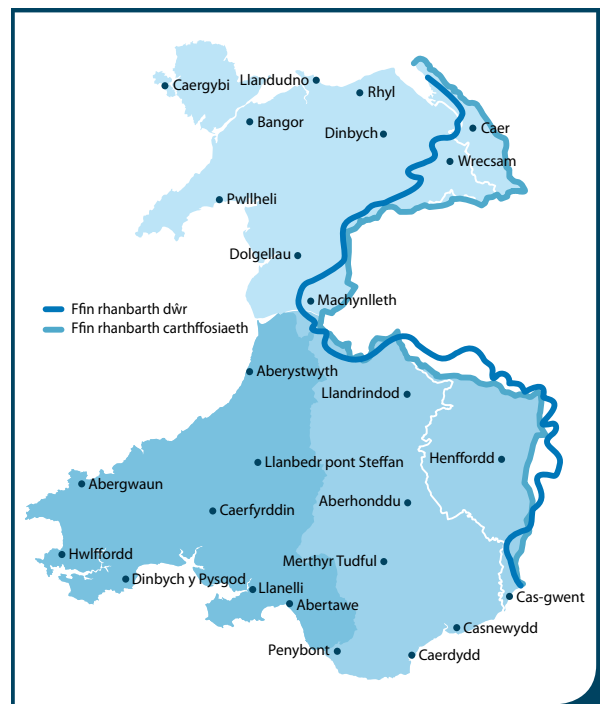 Llandudno
Caergybi
Rhyl
Bangor
Dinbych
Caer
Wrecsam
Pwllheli
Dolgellau
Machynlleth
Ffin rhanbarth dŵr
Ffin rhanbarth carthffosiaeth
Aberystwyth
Llandrindod
Henffordd
Llanbedr pont Steffan
Abergwaun
Aberhonddu
Caerfyrddin
Hwlffordd
Merthyr Tudful
Dinbych y Pysgod
Llanelli
Cas-gwent
Abertawe
Casnewydd
Penybont
Caerdydd